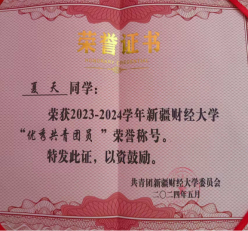 荣誉证书
夏天 同学：
荣获2023-2024学年新疆财经大学
“优秀共青团员”荣誉称号。
特发此证，以资鼓励。
共青团新疆财经大学委员会
二〇二四年五月